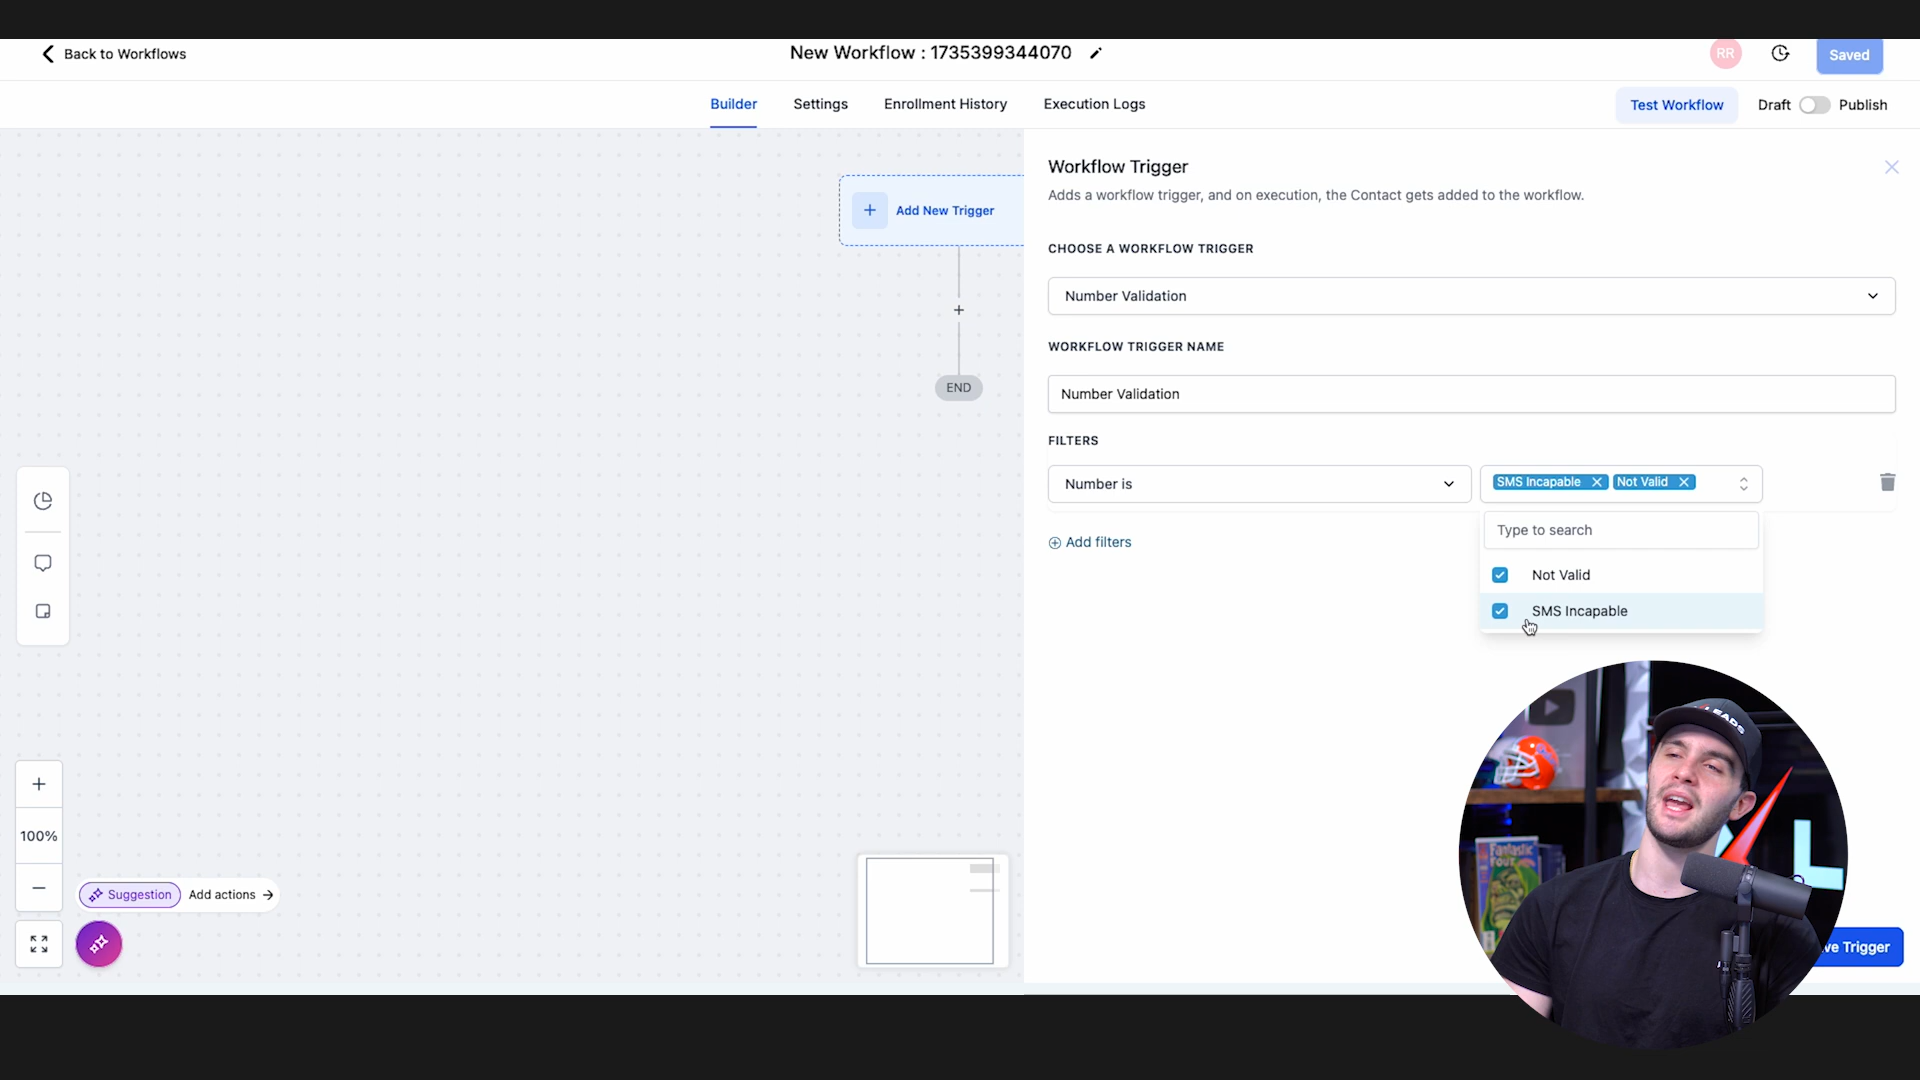 Back to Workflows
New Workflow : 1735399344070
RR
Saved
Builder
Settings
Enrollment History
Execution Logs
Test Workflow
Draft
Publish
Add New Trigger
+
END
Workflow Trigger
Adds a workflow trigger, and on execution, the Contact gets added to the workflow.
CHOOSE A WORKFLOW TRIGGER
Number Validation
WORKFLOW TRIGGER NAME
Number Validation
FILTERS
Number is
SMS Incapable
Not Valid
Add filters
Type to search
Not Valid
SMS Incapable
+
100%
−
Suggestion
Add actions →
Fantastic
Four
LEADS
L
ve Trigger